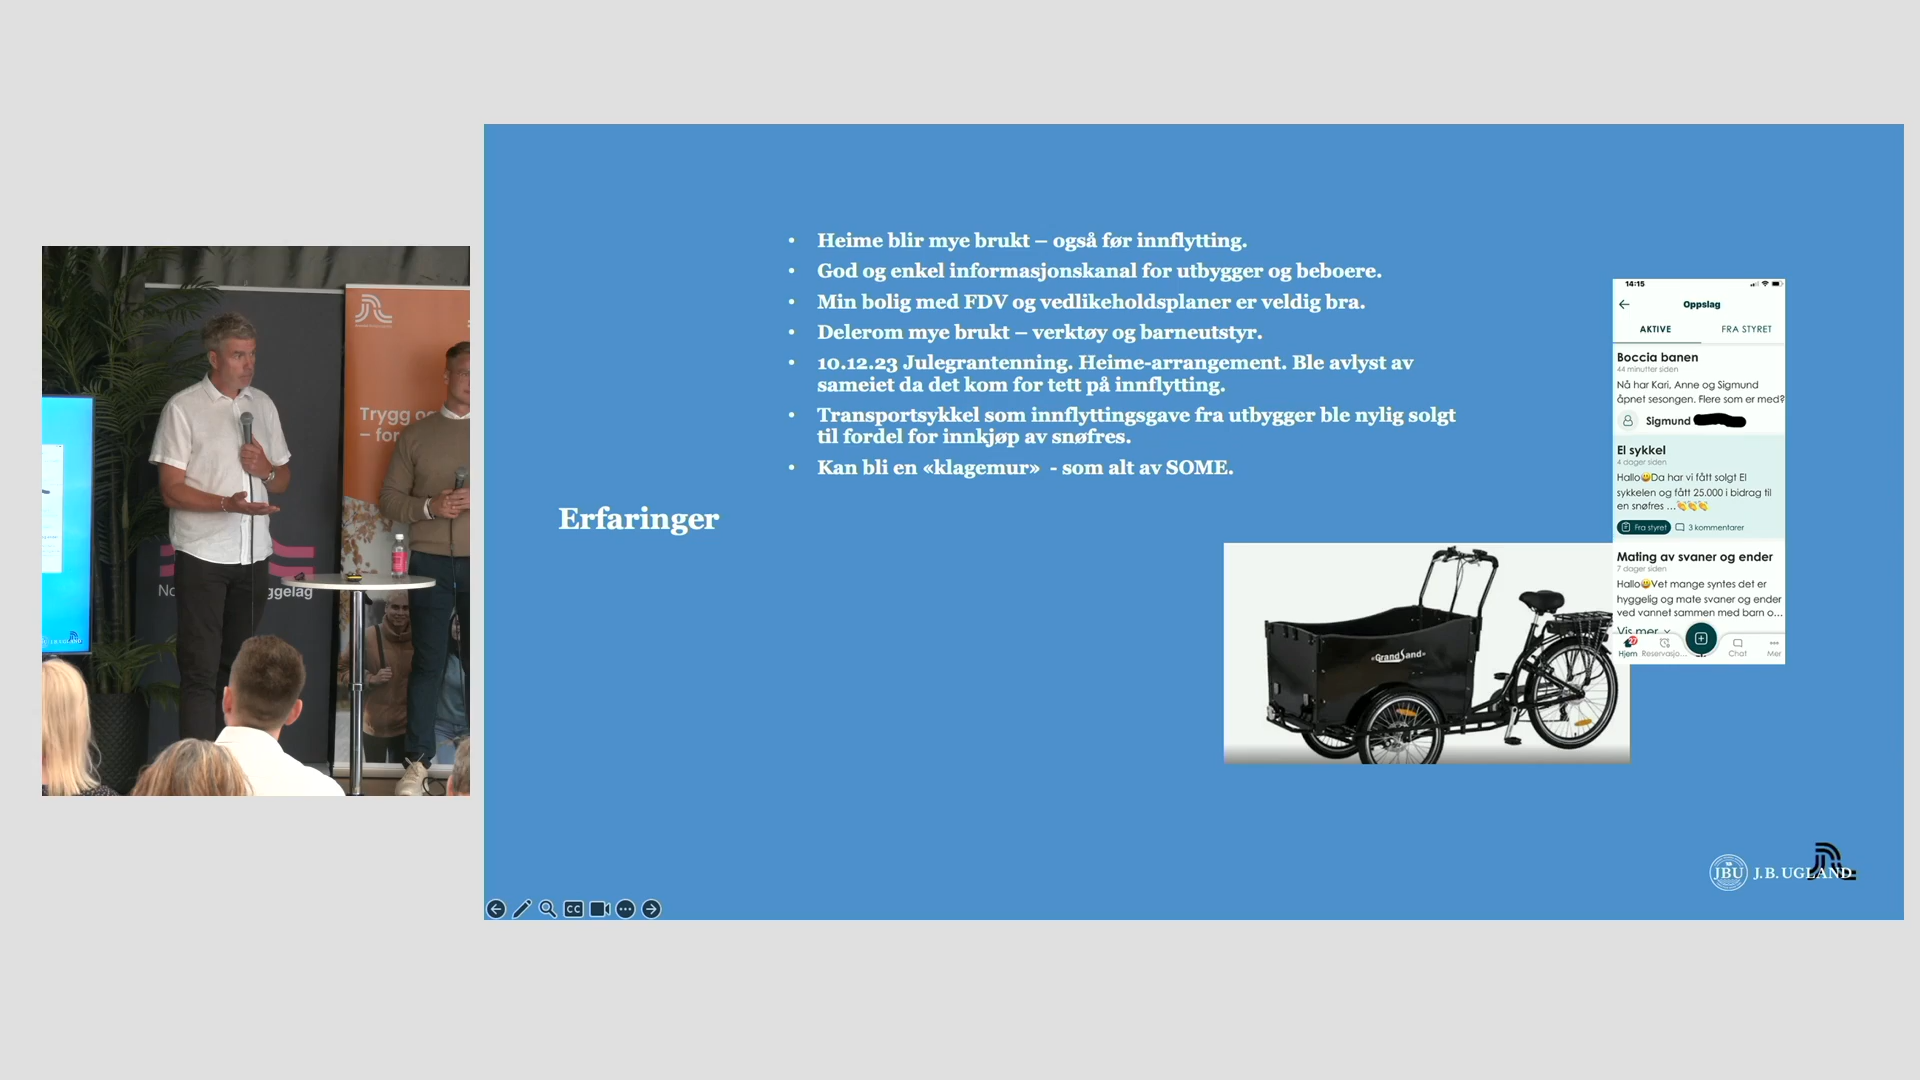 Heime blir mye brukt – også før innflytting.
God og enkel informasjonskanal for utbygger og beboere.
Min bolig med FDV og vedlikeholdsplaner er veldig bra.
Delerom mye brukt – verktøy og barneutstyr.
10.12.23 Julegrantenning. Heime-arrangement. Ble avlyst av
sameiet da det kom for tett på innflytting.
Transportsykkel som innflyttingsgave fra utbygger ble nylig solgt
til fordel for innkjøp av snøfres.
Kan bli en «klagemur» - som alt av SOME.
Erfaringer
14:15
Oppslag
AKTIVE
FRA STYRET
Boccia banen
44 minutter siden
Nå har Kari, Anne og Sigmund
åpnet sesongen. Flere som er med?
Sigmund
El sykkel
4 dager siden
Hallo😃Da har vi fått solgt El
sykkelen og fått 25.000 i bidrag til
en snøfres ...👏👏👏
Fra styret
3 kommentarer
Mating av svaner og ender
7 dager siden
Hallo😃Vet mange syntes det er
hyggelig og mate svaner og ender
ved vannet sammen med barn o...
Vis mer
Hjem
Reservasjo...
Chat
Mer
GrandSand
JBU
J.B. UGLAND
CC
Trygg og
– for
ggelag